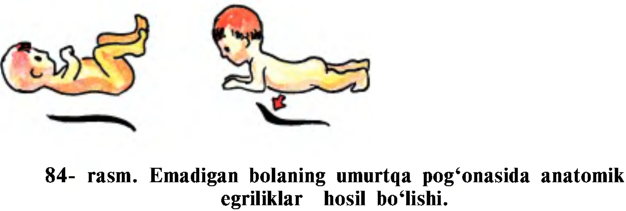 84- rasm. Emadigan bolaning umurtqa pog‘onasida anatomik
egriliklar hosil bo‘lishi.